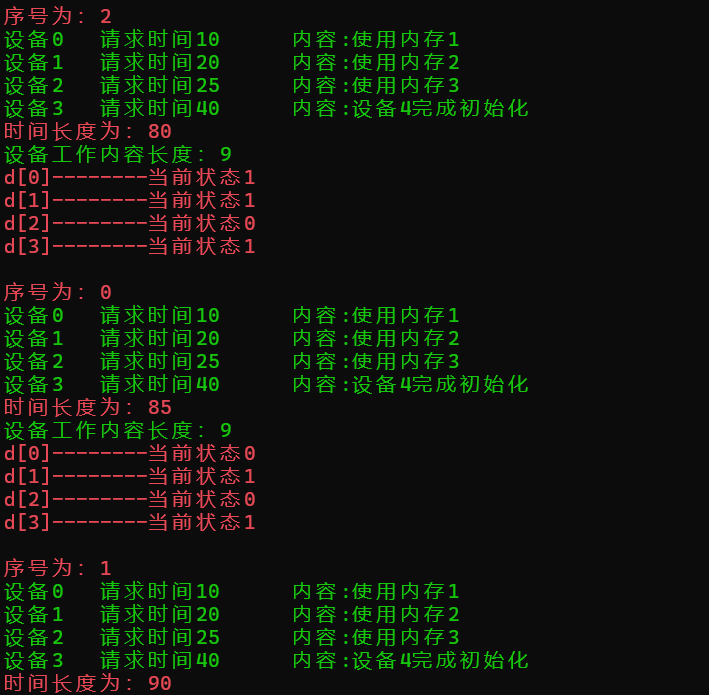 序号为: 2
设备0 请求时间10 内容:使用内存1
设备1 请求时间20 内容:使用内存2
设备2 请求时间25 内容:使用内存3
设备3 请求时间40 内容:设备4完成初始化
时间长度为: 80
设备工作内容长度: 9
d[0]--------当前状态1
d[1]--------当前状态1
d[2]--------当前状态0
d[3]--------当前状态1

序号为: 0
设备0 请求时间10 内容:使用内存1
设备1 请求时间20 内容:使用内存2
设备2 请求时间25 内容:使用内存3
设备3 请求时间40 内容:设备4完成初始化
时间长度为: 85
设备工作内容长度: 9
d[0]--------当前状态0
d[1]--------当前状态1
d[2]--------当前状态0
d[3]--------当前状态1

序号为: 1
设备0 请求时间10 内容:使用内存1
设备1 请求时间20 内容:使用内存2
设备2 请求时间25 内容:使用内存3
设备3 请求时间40 内容:设备4完成初始化
时间长度为: 90